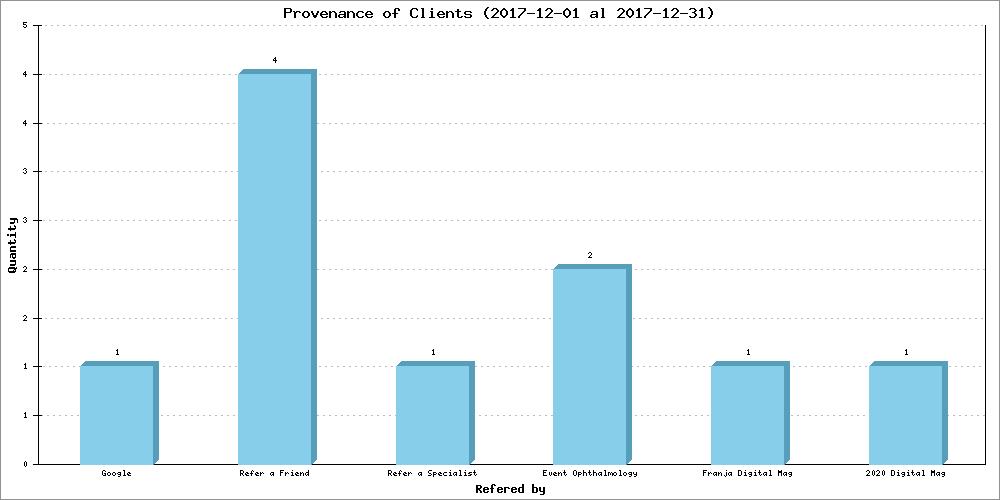 Provenance of Clients (2017-12-01 al 2017-12-31)
5
4
4
3
3
2
2
1
1
0
Quantity
1
4
1
2
1
1
Google
Refer a Friend
Refer a Specialist
Event Ophthalmology
Franja Digital Mag
2020 Digital Mag
Refered by